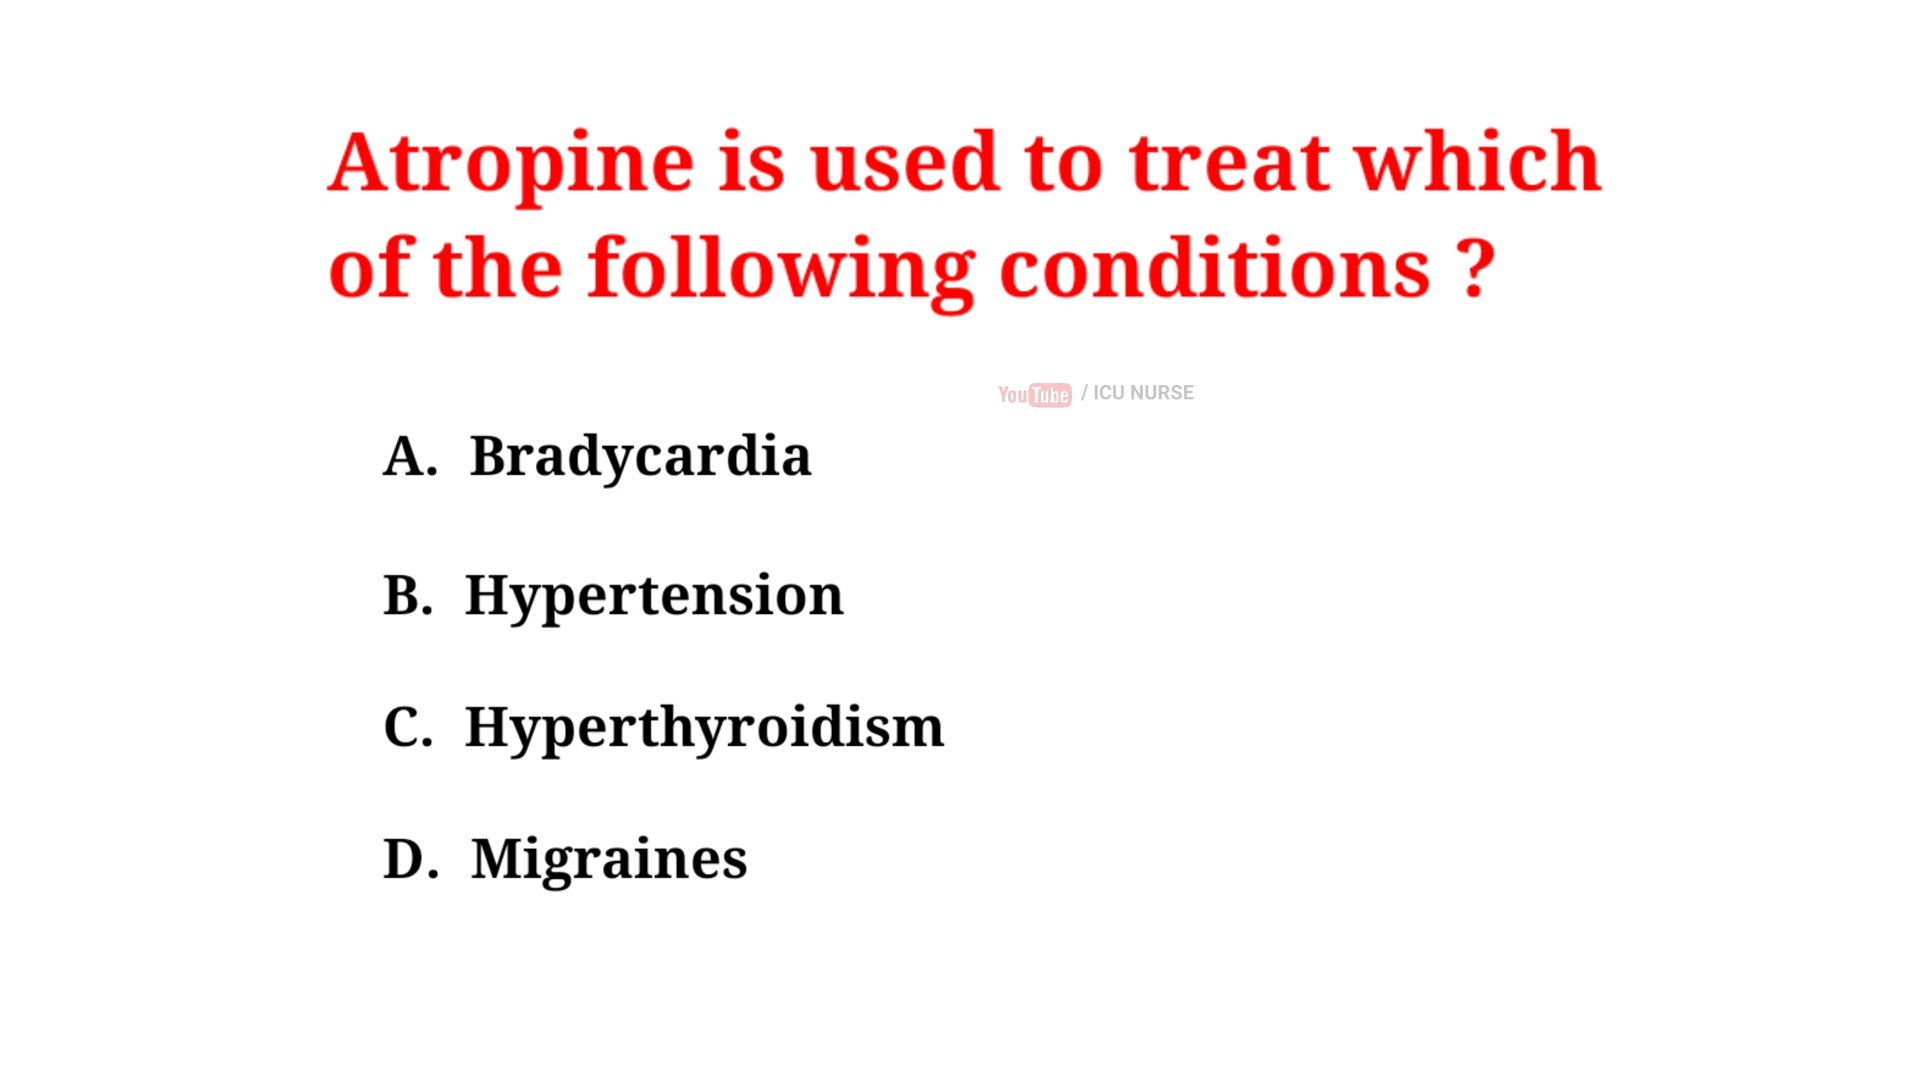 Atropine is used to treat which
of the following conditions ?
YouTube / ICU NURSE
A. Bradycardia
B. Hypertension
C. Hyperthyroidism
D. Migraines